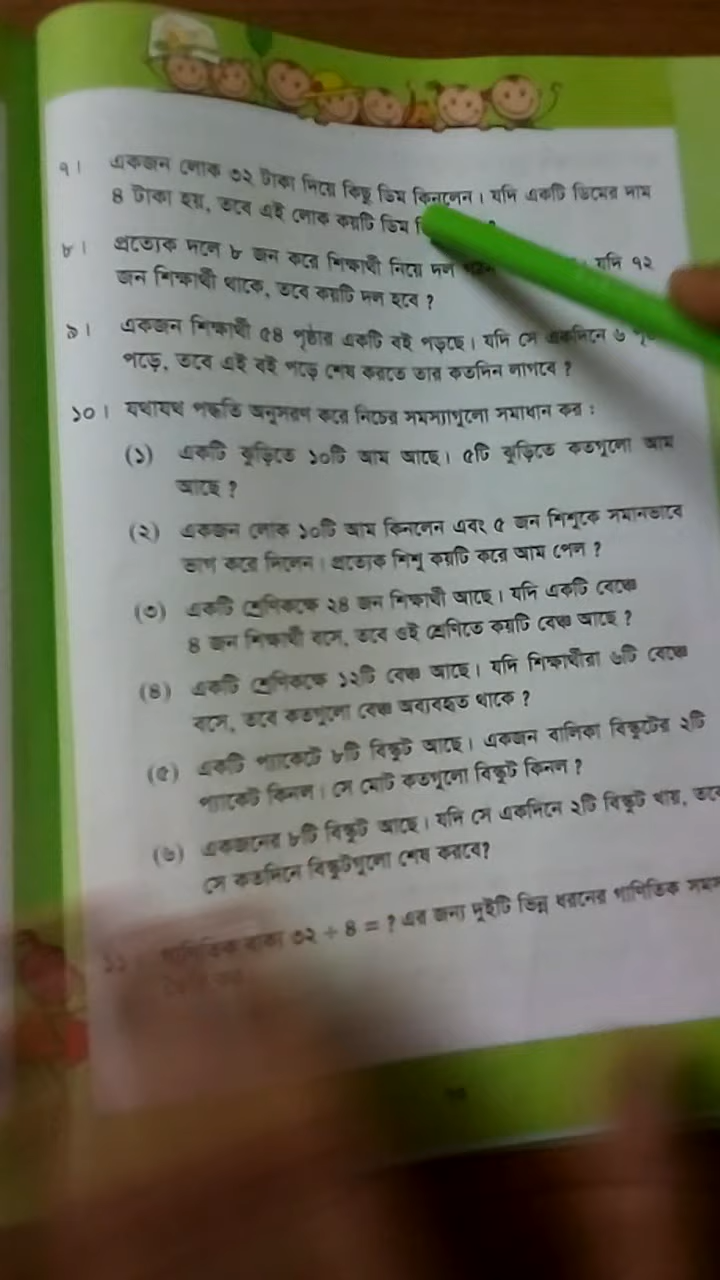 ৭। একজন লোক ৩২ টাকা দিয়ে কিছু ডিম কিনলেন। যদি একটি ডিমের দাম
৪ টাকা হয়, তবে এই লোক কয়টি ডিম ?
৮। প্রত্যেক দলে ৮ জন করে শিক্ষার্থী নিয়ে দল যদি ৭২
জন শিক্ষার্থী থাকে, তবে কয়টি দল হবে ?
৯। একজন শিক্ষার্থী ৫৪ পৃষ্ঠার একটি বই পড়ছে। যদি সে একদিনে ৬
পড়ে, তবে এই বই পড়ে শেষ করতে তার কতদিন লাগবে ?
১০। যথাযথ পদ্ধতি অনুসরণ করে নিচের সমস্যাগুলো সমাধান কর :
(১) একটি ঝুড়িতে ১০টি আম আছে। ৫টি ঝুড়িতে কতগুলো আম
আছে ?
(২) একজন লোক ১০টি আম কিনলেন এবং ৫ জন শিশুকে সমানভাবে
ভাগ করে দিলেন। প্রত্যেক শিশু কয়টি করে আম পেল ?
(৩) একটি শ্রেণিকক্ষে ২৪ জন শিক্ষার্থী আছে। যদি একটি বেঞ্চে
৪ জন শিক্ষার্থী বসে, তবে ওই শ্রেণিতে কয়টি বেঞ্চ আছে ?
(৪) একটি শ্রেণিকক্ষে ১২টি বেঞ্চ আছে। যদি শিক্ষার্থীরা ৬টি বেঞ্চে
বসে, তবে কতগুলো বেঞ্চ অব্যবহৃত থাকে ?
(৫) একটি প্যাকেটে ৮টি বিস্কুট আছে। একজন বালিকা বিস্কুটের ২টি
প্যাকেট কিনল। সে মোট কতগুলো বিস্কুট কিনল ?
(৬) একজনের ৮টি বিস্কুট আছে। যদি সে একদিনে ২টি বিস্কুট খায়, তবে
সে কতদিনে বিস্কুটগুলো শেষ করবে?
১১ গাণিতিক বাক্য ৩২ ÷ ৪ = ? এর জন্য দুইটি ভিন্ন ধরনের গাণিতিক